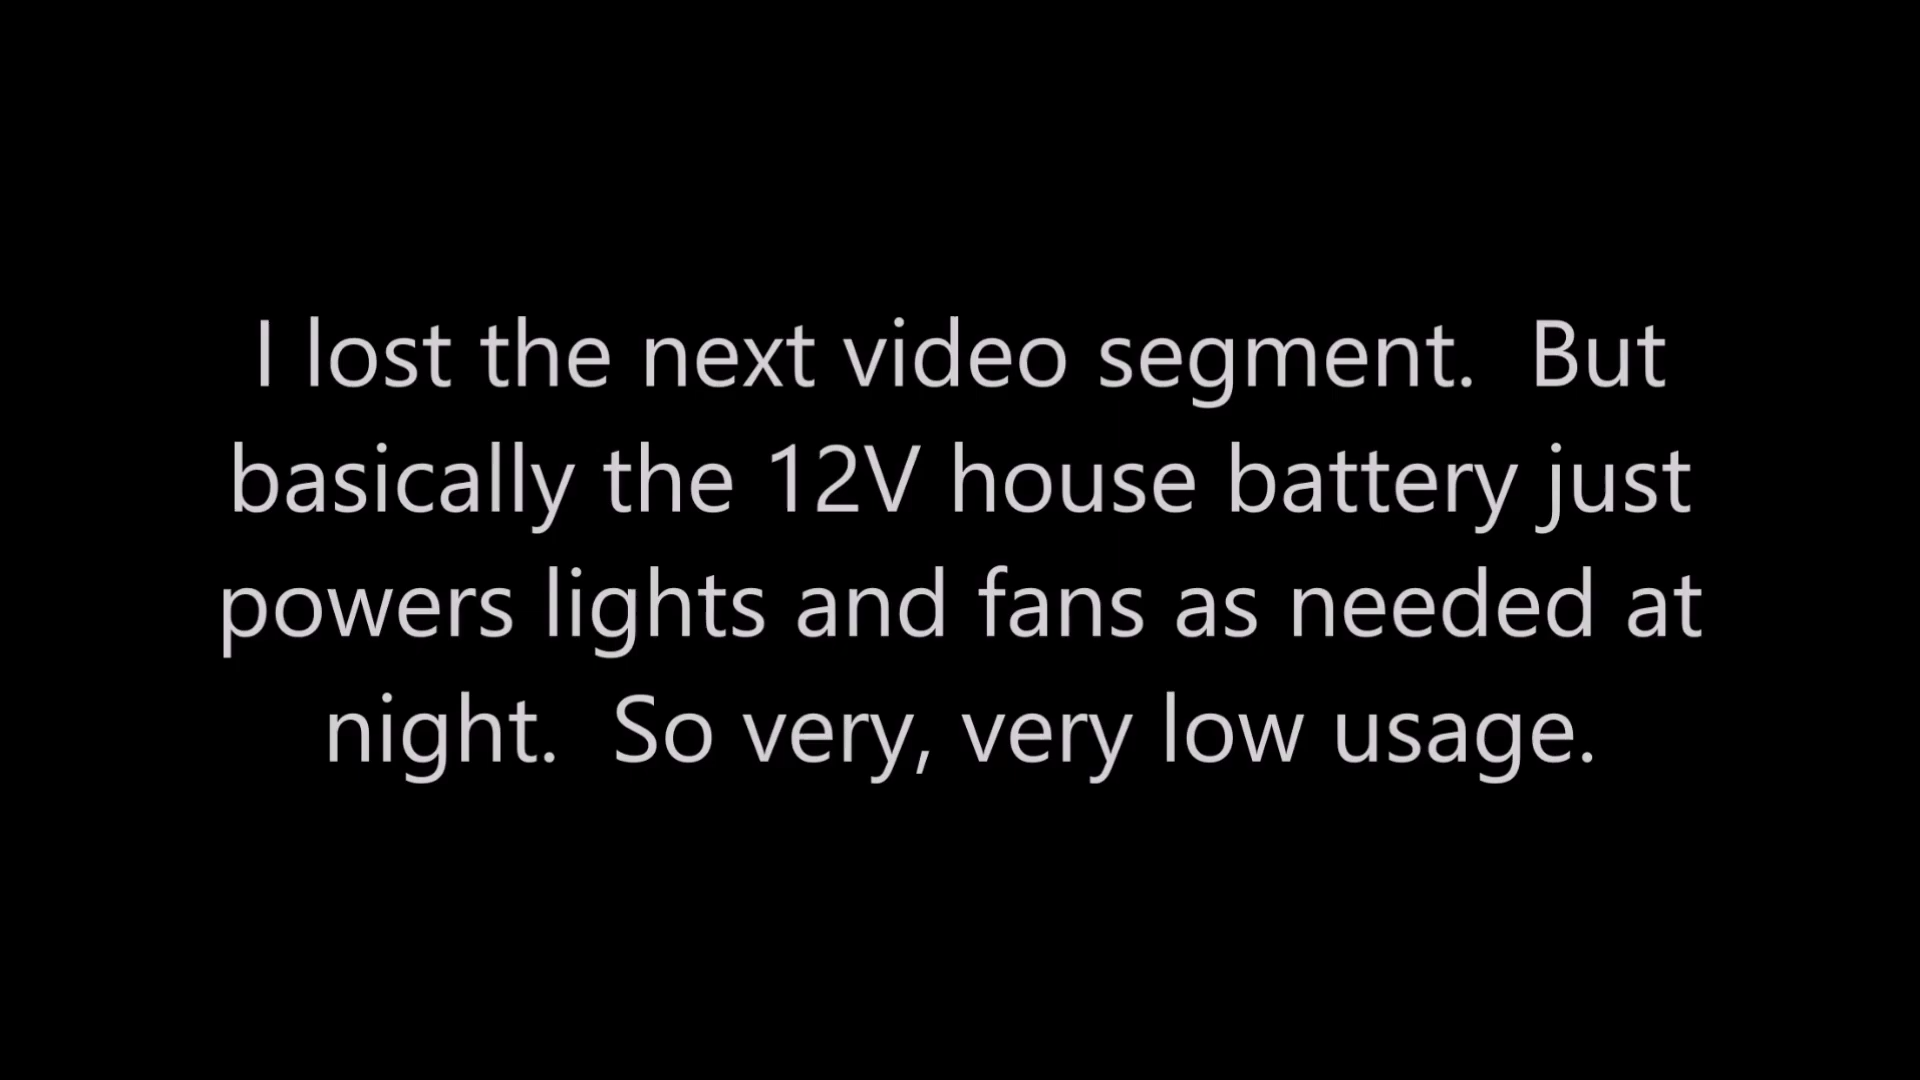 I lost the next video segment.  But
basically the 12V house battery just
powers lights and fans as needed at
night.  So very, very low usage.